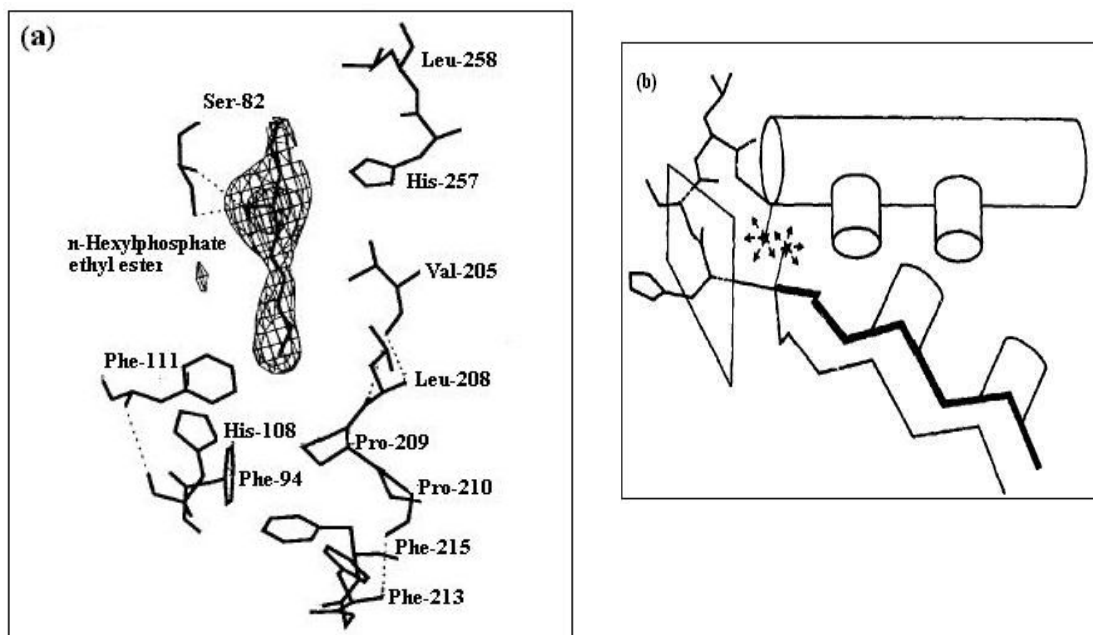 (a)
Leu-258
Ser-82
His-257
n-Hexylphosphate
ethyl ester
Val-205
Phe-111
Leu-208
His-108
Pro-209
Phe-94
Pro-210
Phe-215
Phe-213
(b)